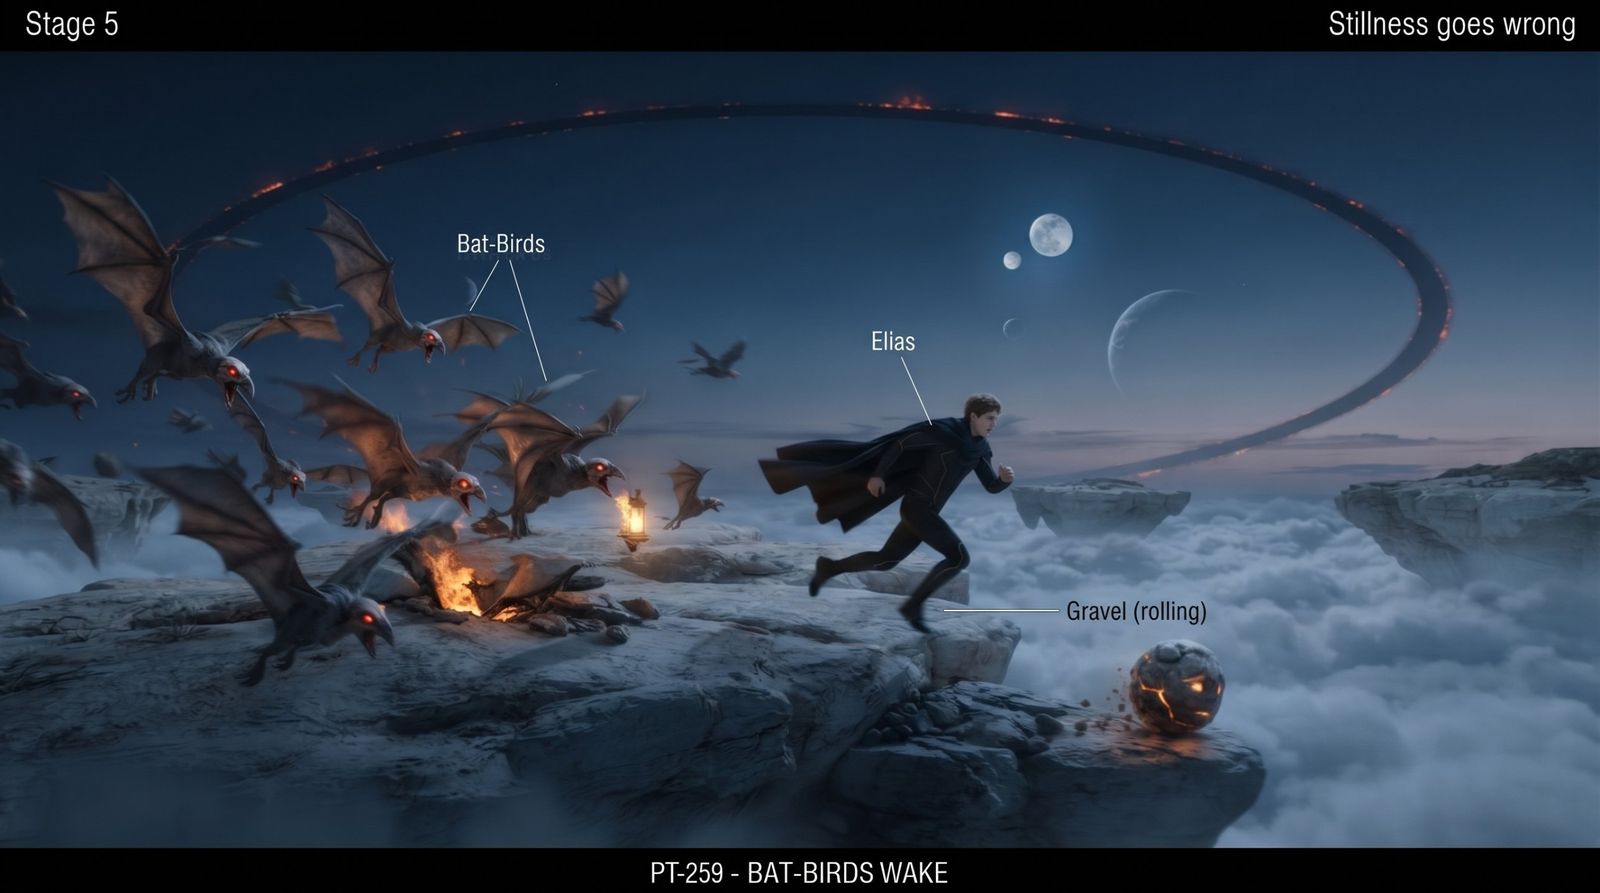 Stage 5
Stillness goes wrong
Bat-Birds
Elias
Gravel (rolling)
PT-259 - BAT-BIRDS WAKE